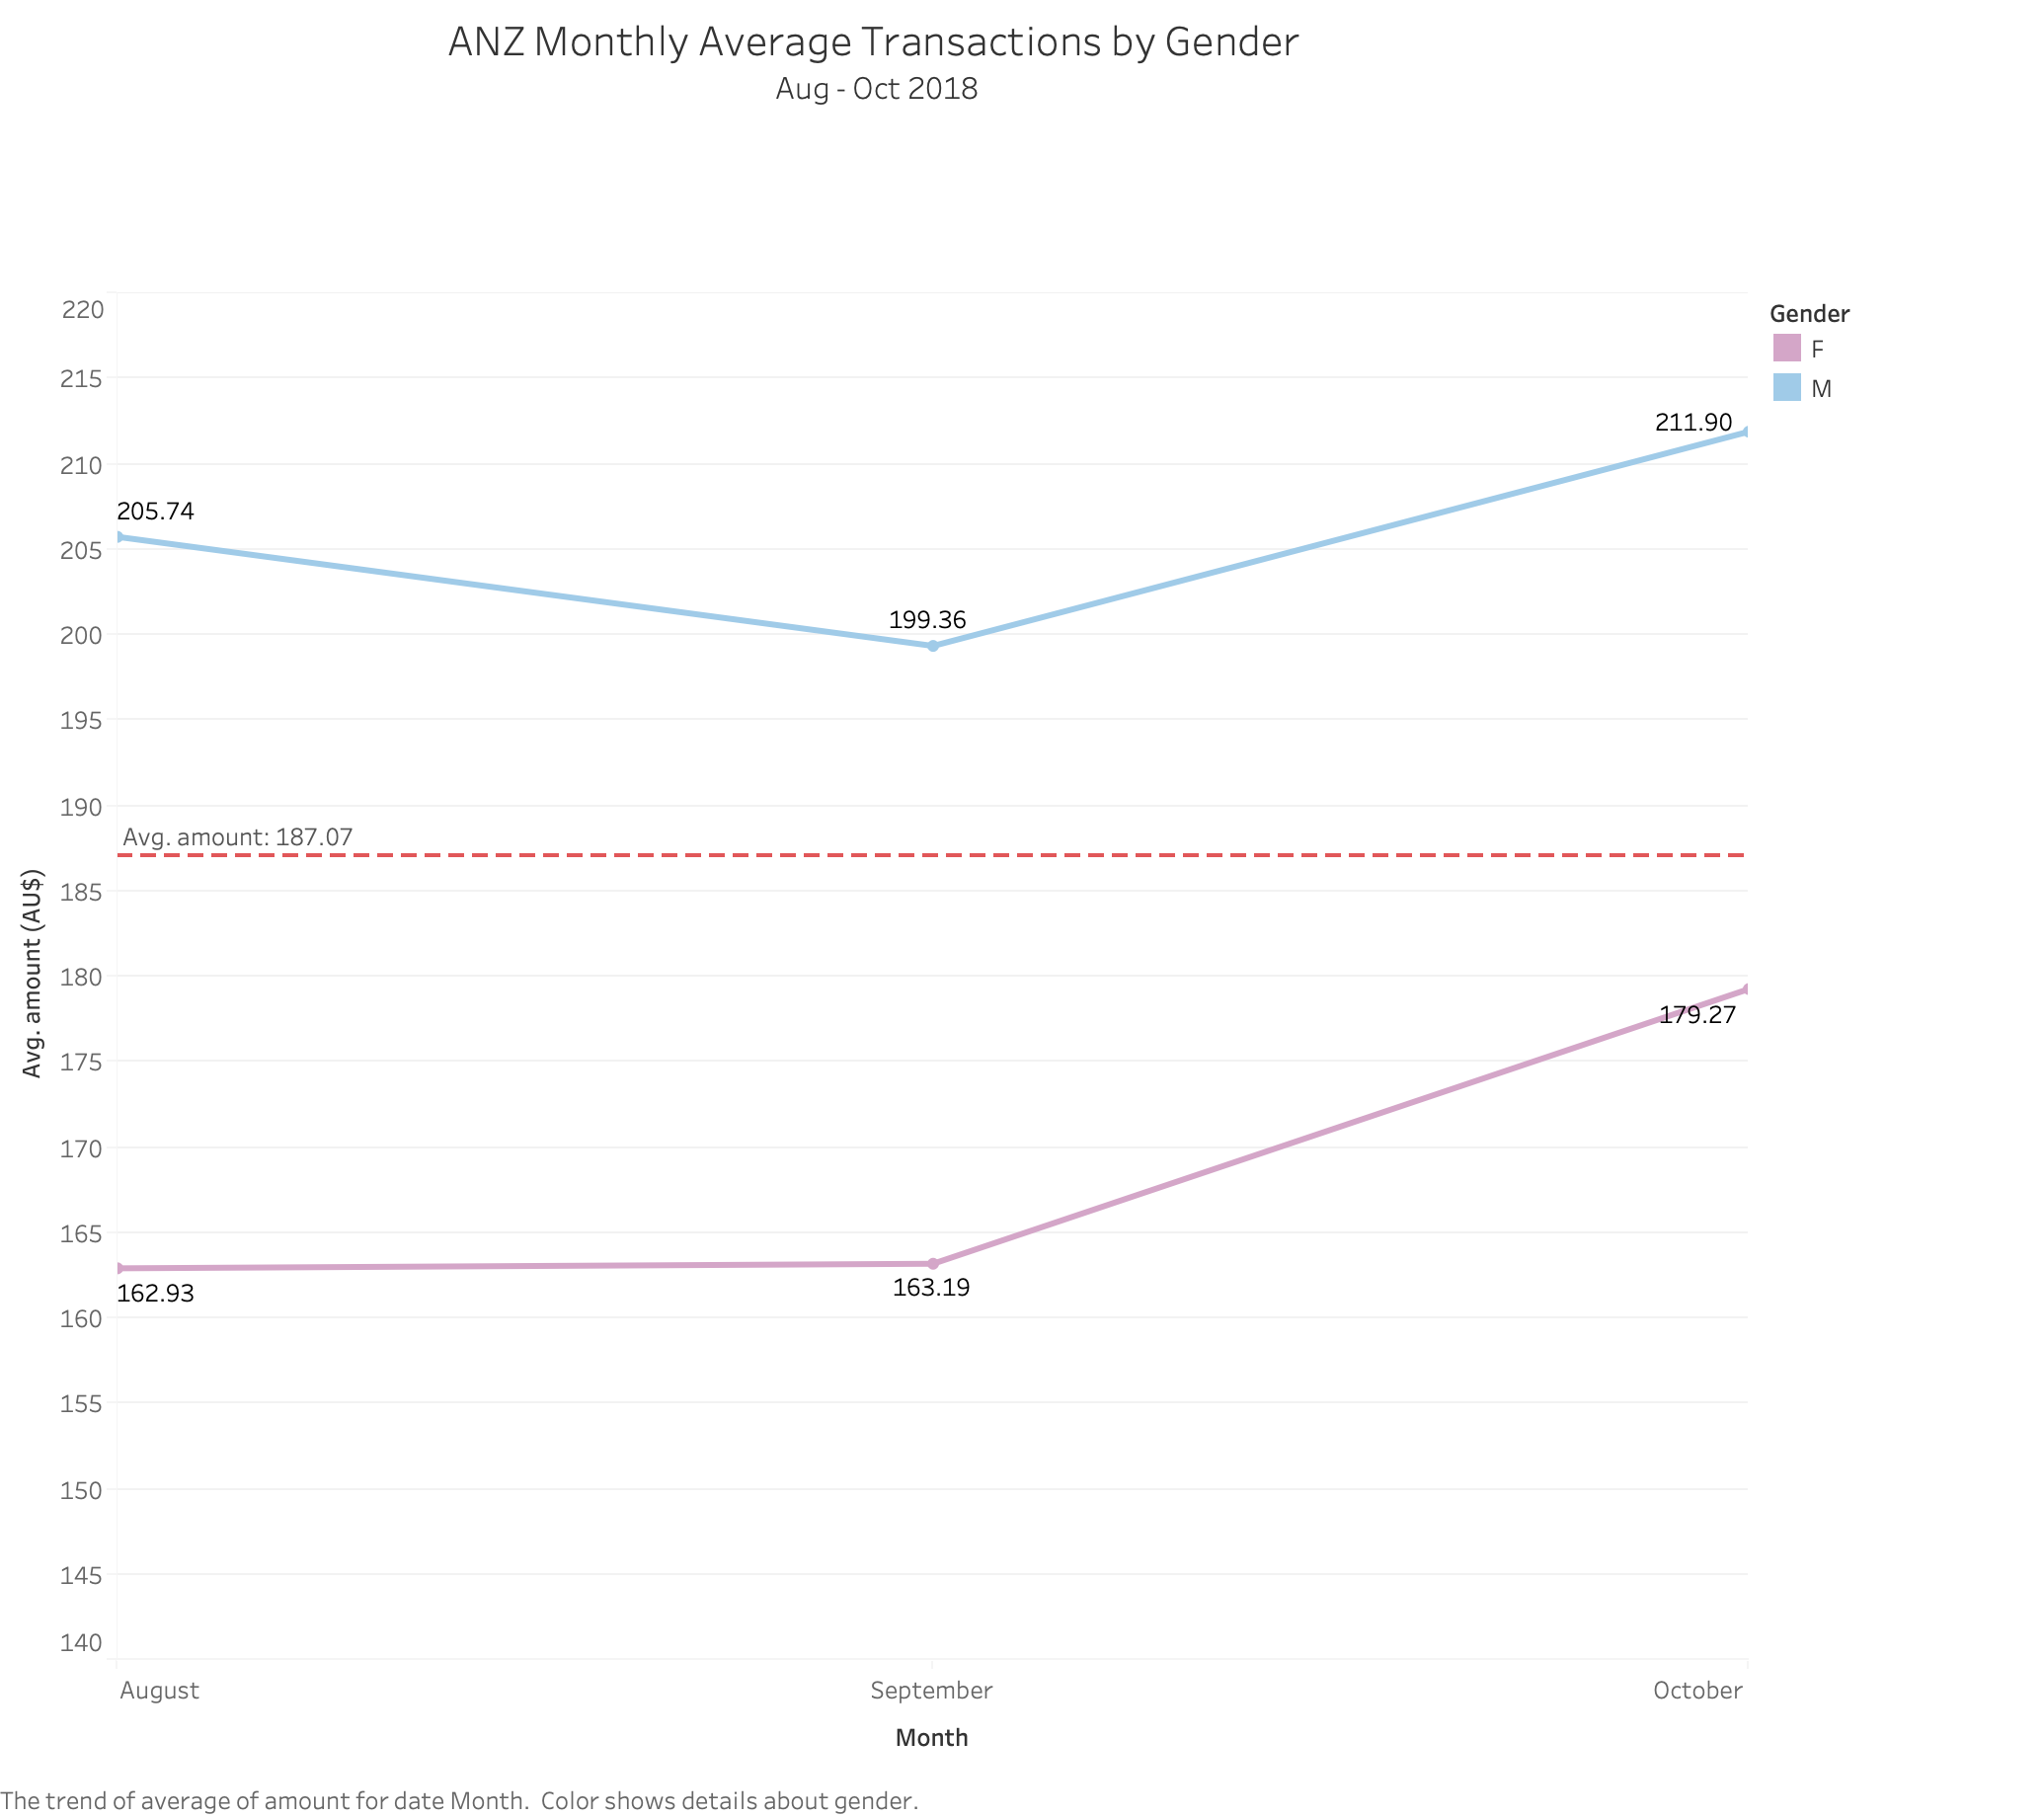 ANZ Monthly Average Transactions by Gender
Aug - Oct 2018
220
215
210
205
200
195
190
185
180
175
170
165
160
155
150
145
140
Avg. amount (AU$)
205.74
199.36
211.90
Avg. amount: 187.07
162.93
163.19
179.27
Gender
F
M
August
September
October
Month
The trend of average of amount for date Month. Color shows details about gender.